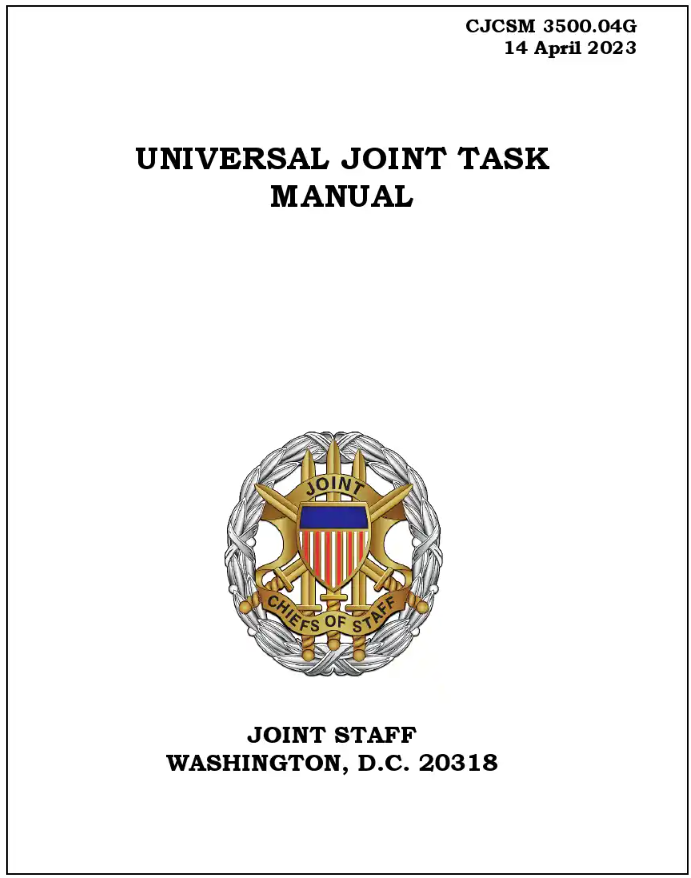 CJCSM 3500.04G
14 April 2023
UNIVERSAL JOINT TASK
MANUAL
JOINT
CHIEFS OF STAFF
JOINT STAFF
WASHINGTON, D.C. 20318